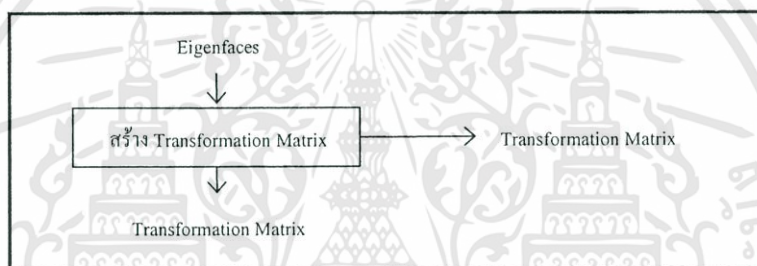 Eigenfaces
สร้าง Transformation Matrix
Transformation Matrix
Transformation Matrix